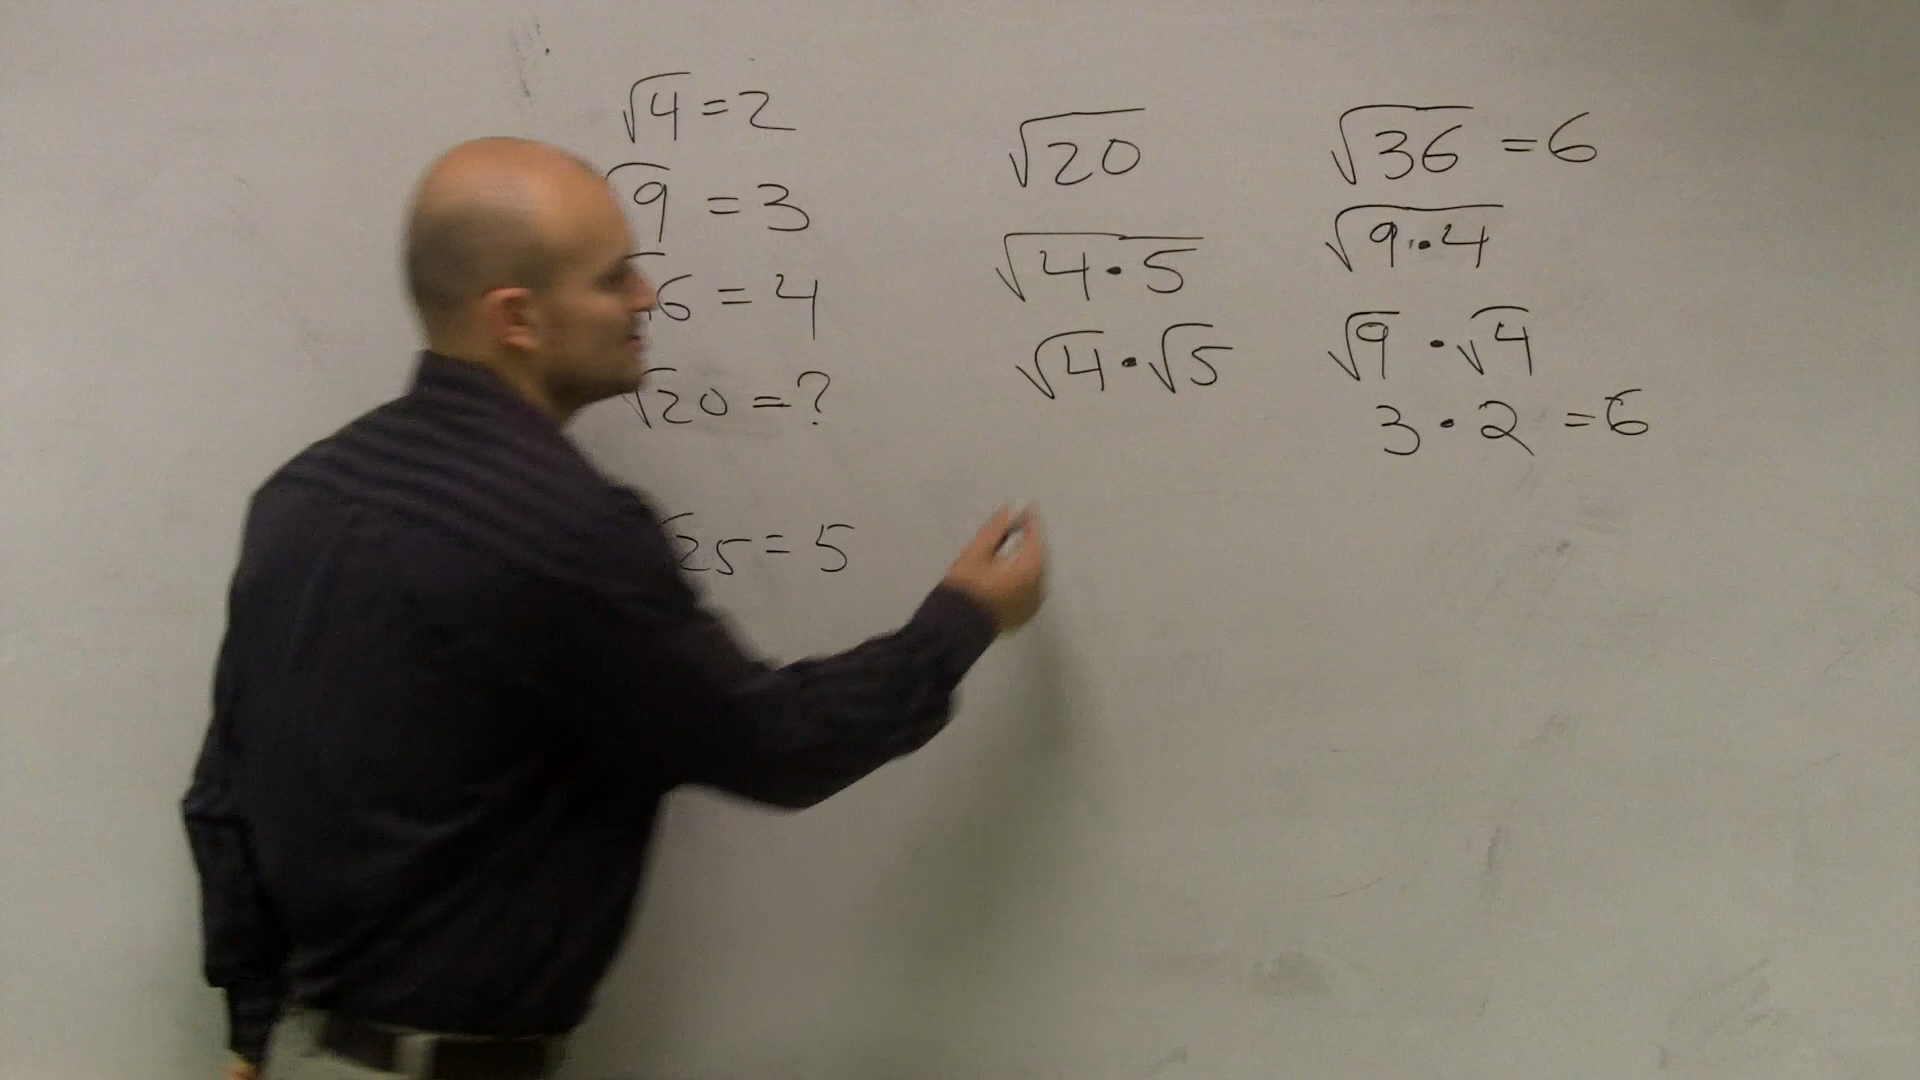 √4 = 2
√9 = 3
6 = 4
√20 = ?
√25 = 5
√20
√4·5
√4 · √5
√36 = 6
√9·4
√9 · √4
3 · 2 = 6